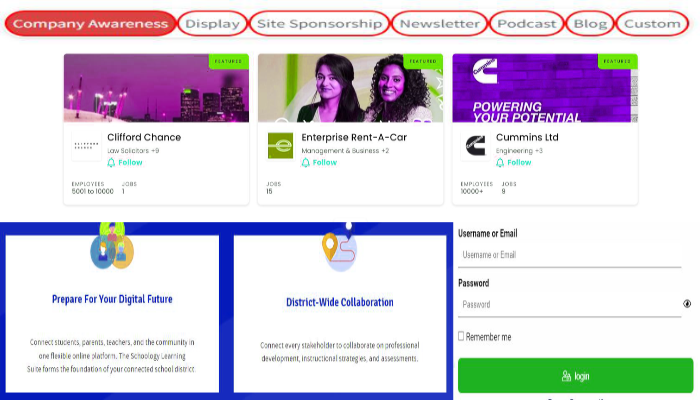 Company Awareness
Display
Site Sponsorship
Newsletter
Podcast
Blog
Custom
FEATURED
Clifford Chance
Law Solicitors +9
Follow
EMPLOYEES JOBS
5001 to 10000 1
FEATURED
Enterprise Rent-A-Car
Management & Business +2
Follow
JOBS
15
FEATURED
Cummins
POWERING
YOUR POTENTIAL
Cummins Ltd
Engineering +3
Follow
EMPLOYEES JOBS
10000+ 9
Prepare For Your Digital Future
Connect students, parents, teachers, and the community in
one flexible online platform. The Schoology Learning
Suite forms the foundation of your connected school district.
District-Wide Collaboration
Connect every stakeholder to collaborate on professional
development, instructional strategies, and assessments.
Username or Email
Username or Email
Password
Password
Remember me
login